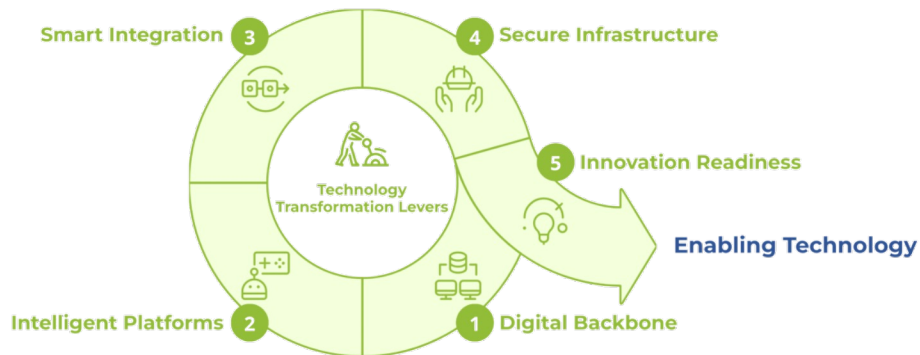 Smart Integration 3
4 Secure Infrastructure
5 Innovation Readiness
Technology
Transformation Levers
Enabling Technology
Intelligent Platforms 2
1 Digital Backbone